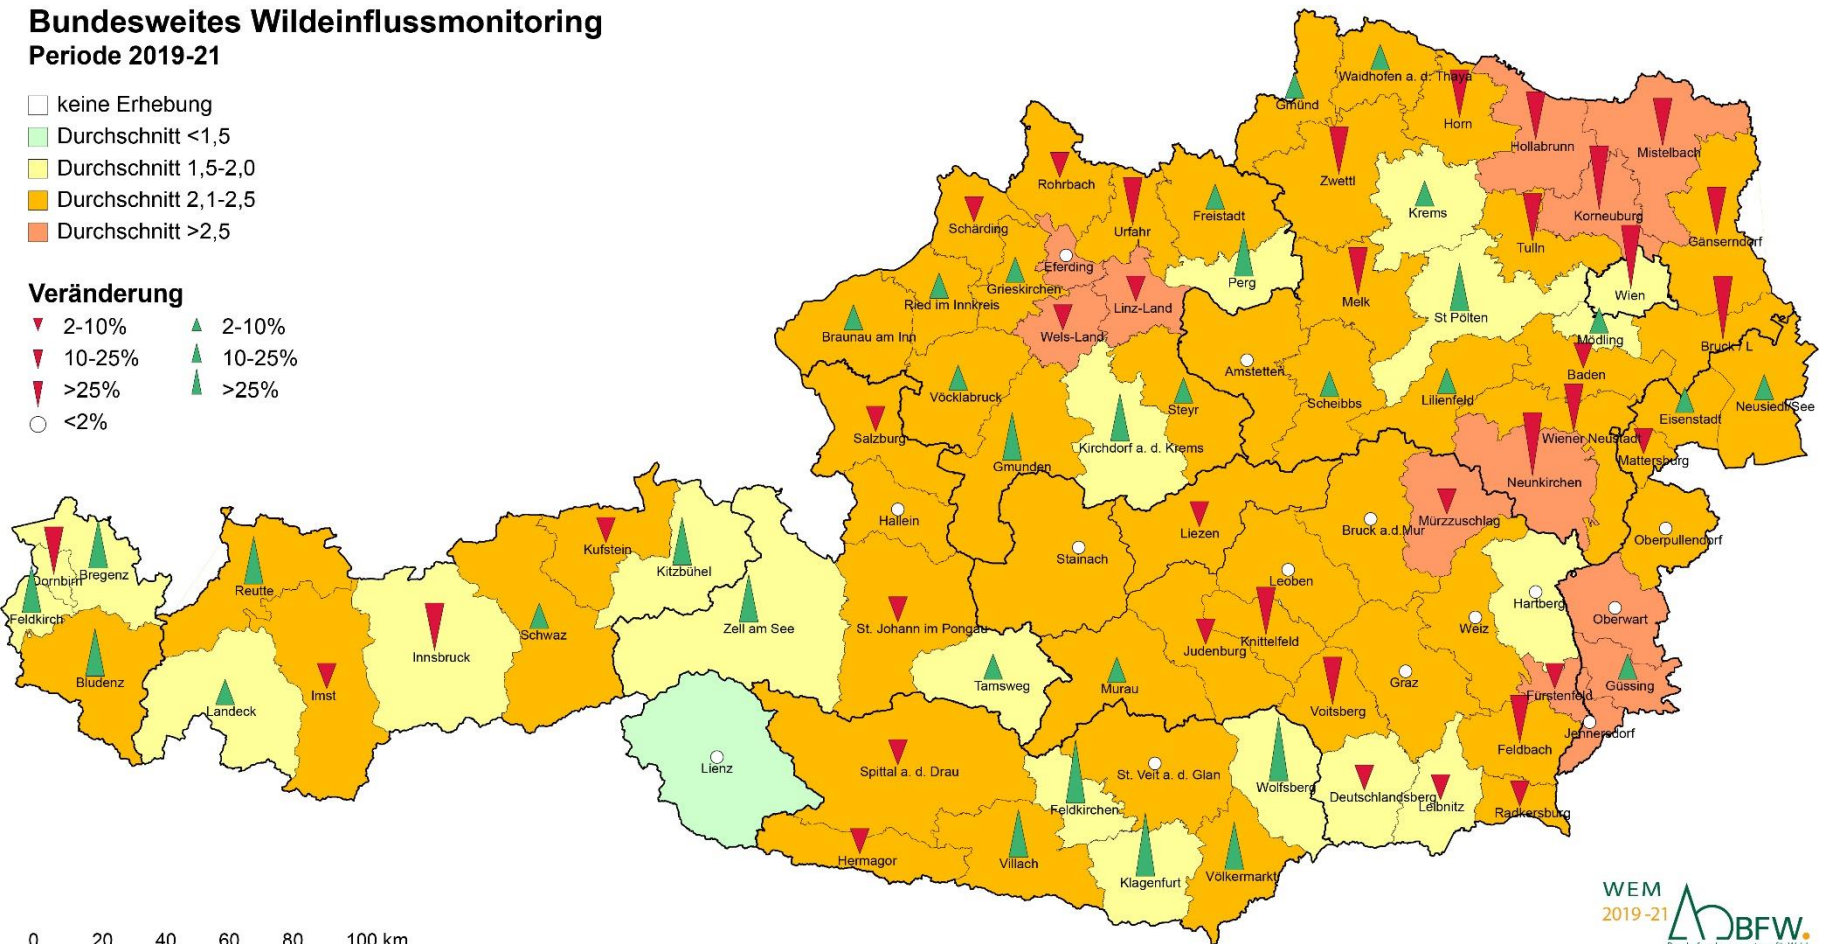 Bundesweites Wildeinflussmonitoring
Periode 2019-21
keine Erhebung
Durchschnitt <1,5
Durchschnitt 1,5-2,0
Durchschnitt 2,1-2,5
Durchschnitt >2,5
Veränderung
2-10% 2-10%
10-25% 10-25%
>25% >25%
<2%
Waidhofen a. d. Thaya
Gmünd
Horn
Hollabrunn
Mistelbach
Zwettl
Krems
Korneuburg
Rohrbach
Freistadt
Schärding
Urfahr
Tulln
Gänserndorf
Eferding
Grieskirchen
Perg
Ried im Innkreis
Linz-Land
Melk
Wien
St Pölten
Braunau am Inn
Wels-Land
Mödling
Bruck / L
Amstetten
Baden
Vöcklabruck
Steyr
Scheibbs
Lilienfeld
Eisenstadt
Neusiedl/See
Salzburg
Kirchdorf a. d. Krems
Wiener Neustadt
Gmunden
Mattersburg
Neunkirchen
Hallein
Liezen
Bruck a.d.Mur
Mürzzuschlag
Oberpullendorf
Kufstein
Stainach
Kitzbühel
Dornbirn
Bregenz
Reutte
Leoben
Hartberg
Feldkirch
Oberwart
Schwaz
Zell am See
St. Johann im Pongau
Weiz
Knittelfeld
Judenburg
Innsbruck
Bludenz
Landeck
Imst
Tamsweg
Murau
Graz
Güssing
Fürstenfeld
Voitsberg
Jennersdorf
Feldbach
Lienz
Spittal a. d. Drau
St. Veit a. d. Glan
Wolfsberg
Deutschlandsberg
Leibnitz
Feldkirchen
Radkersburg
Hermagor
Villach
Klagenfurt
Völkermarkt
WEM
2019 -21
BFW.
0 20 40 60 80 100 km